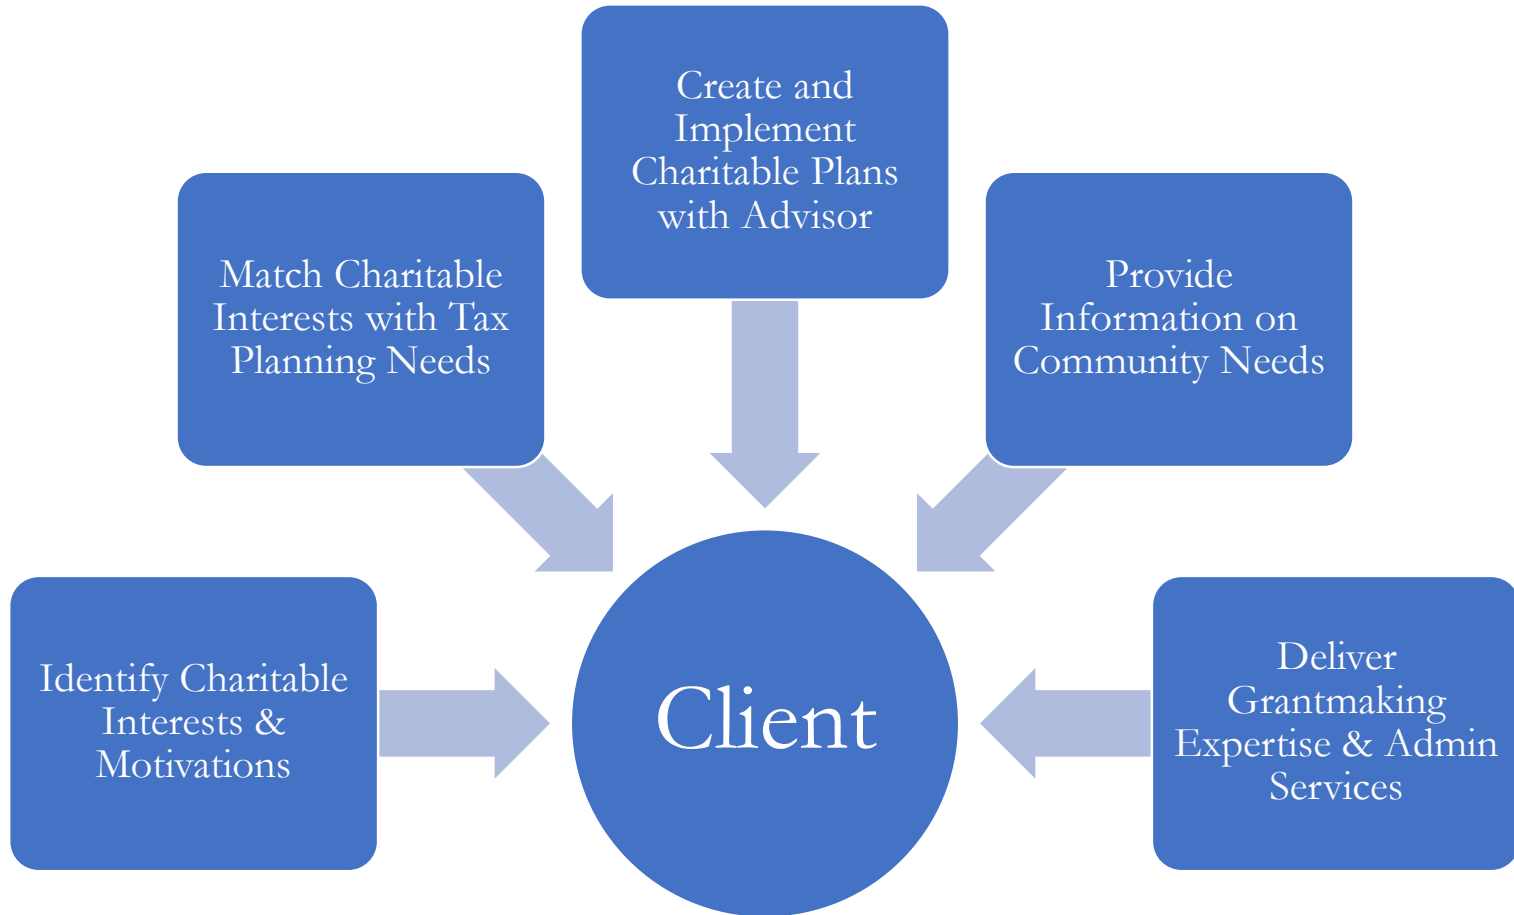 Create and
Implement
Charitable Plans
with Advisor
Match Charitable
Interests with Tax
Planning Needs
Provide
Information on
Community Needs
Identify Charitable
Interests &
Motivations
Client
Deliver
Grantmaking
Expertise & Admin
Services